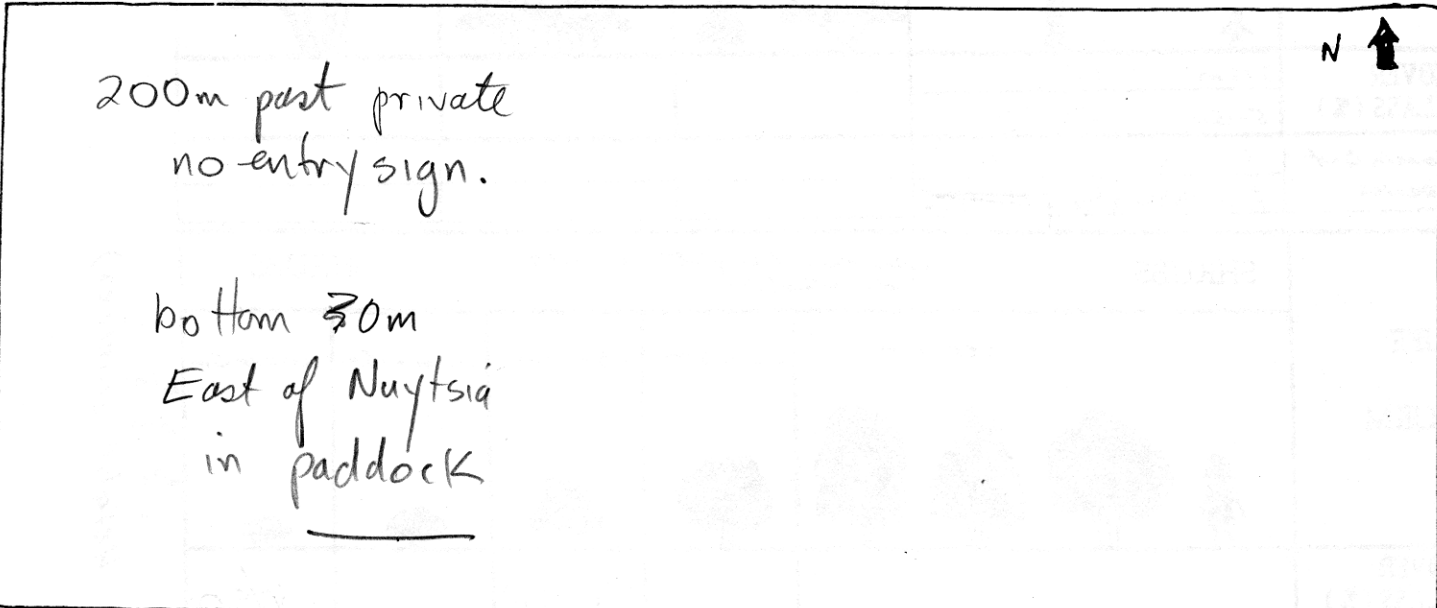 N
200m past private
no entry sign.
bottom 30m
East of Nuytsia
in paddock